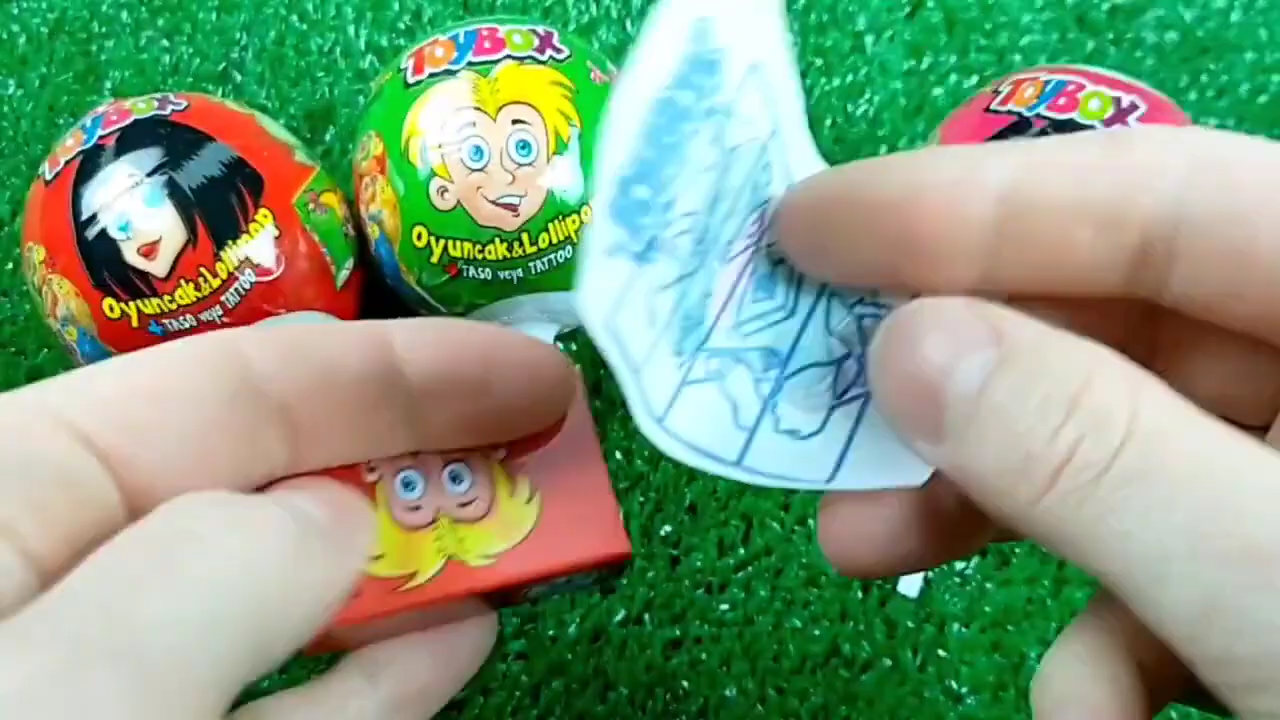 TOYBOX
Oyuncak&Lollipop
+ TASO veya TATTOO
TOYBOX
Oyuncak&Lollipo
TASO veya TATTOO
TOYBOX